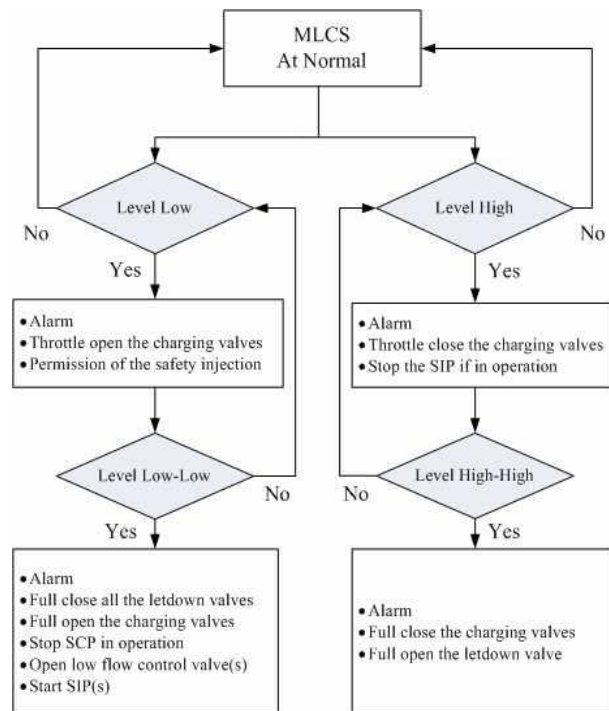 MLCS
At Normal
Level Low
No
Yes
• Alarm
• Throttle open the charging valves
• Permission of the safety injection
Level Low-Low
No
Yes
• Alarm
• Full close all the letdown valves
• Full open the charging valves
• Stop SCP in operation
• Open low flow control valve(s)
• Start SIP(s)
Level High
No
Yes
• Alarm
• Throttle close the charging valves
• Stop the SIP if in operation
Level High-High
No
Yes
• Alarm
• Full close the charging valves
• Full open the letdown valve